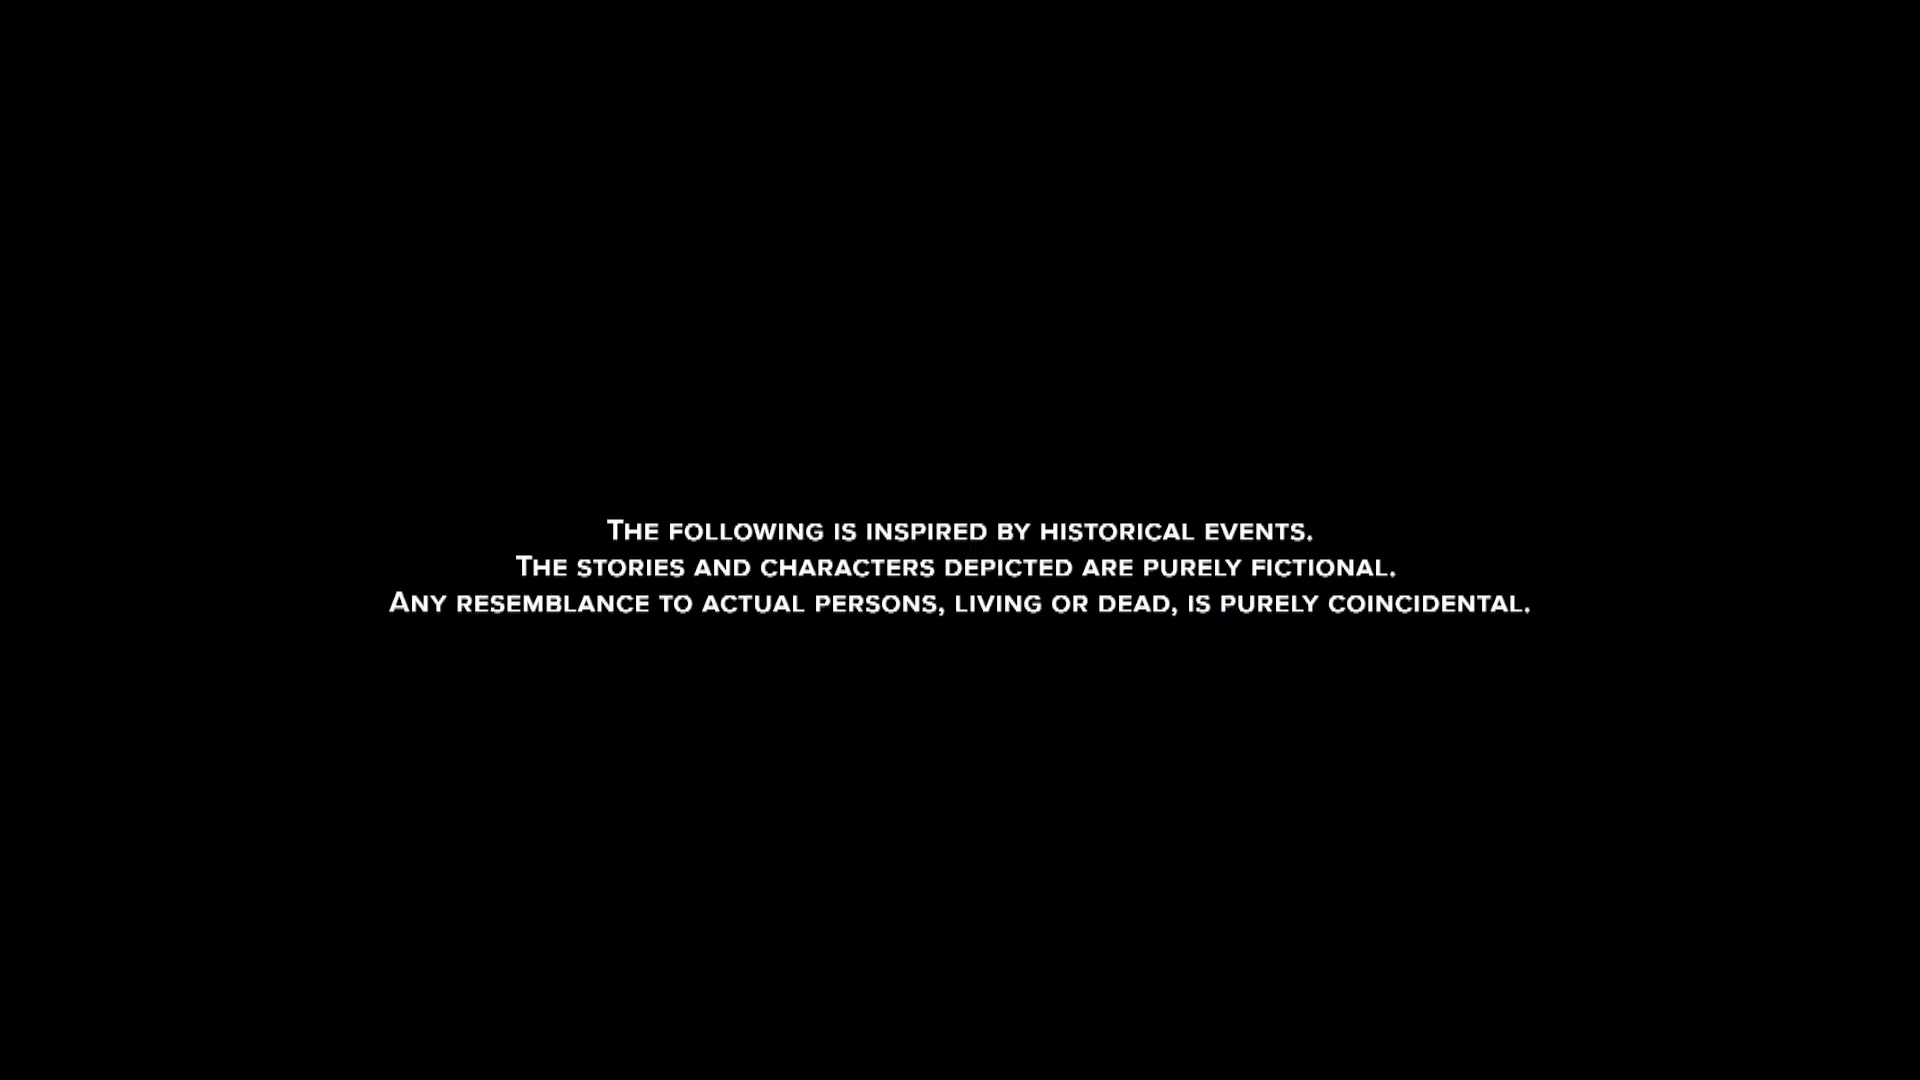 The following is inspired by historical events.
The stories and characters depicted are purely fictional.
Any resemblance to actual persons, living or dead, is purely coincidental.